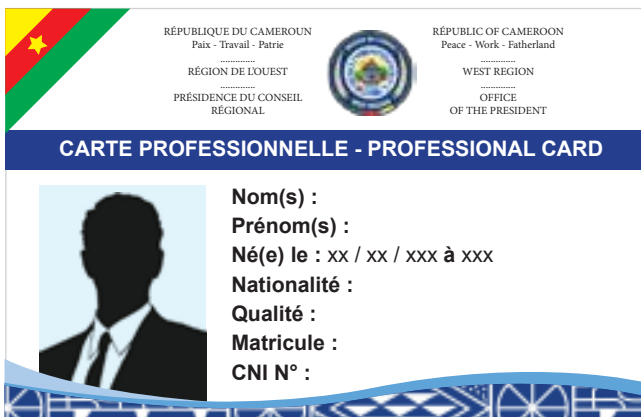 RÉPUBLIQUE DU CAMEROUN
Paix - Travail - Patrie
..............
RÉGION DE L'OUEST
..............
PRÉSIDENCE DU CONSEIL
RÉGIONAL
RÉPUBLIC OF CAMEROON
Peace - Work - Fatherland
..............
WEST REGION
..............
OFFICE
OF THE PRESIDENT
CARTE PROFESSIONNELLE - PROFESSIONAL CARD
Nom(s) :
Prénom(s) :
Né(e) le : xx / xx / xxx à xxx
Nationalité :
Qualité :
Matricule :
CNI N° :